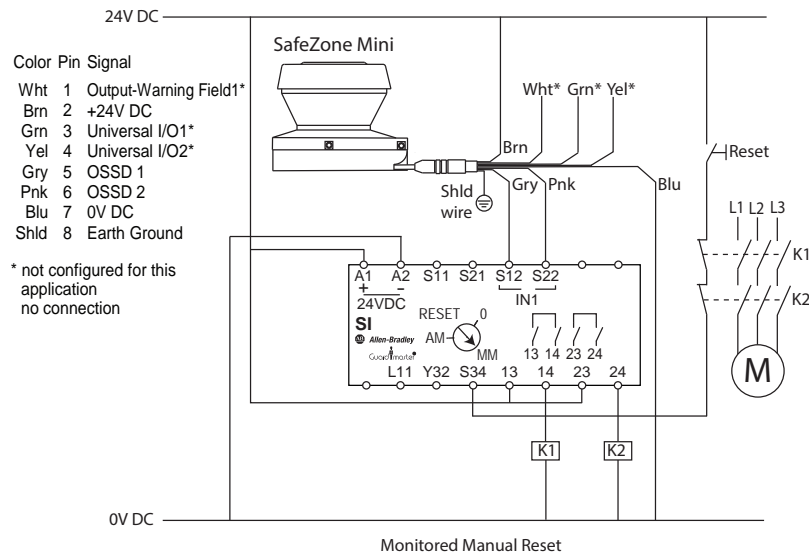 24V DC
SafeZone Mini
Color Pin Signal
Wht 1 Output-Warning Field1*
Brn 2 +24V DC
Grn 3 Universal I/O1*
Yel 4 Universal I/O2*
Gry 5 OSSD 1
Pnk 6 OSSD 2
Blu 7 0V DC
Shld 8 Earth Ground
* not configured for this
application
no connection
Wht* Grn* Yel*
Brn
Reset
Shld
wire
Gry Pnk
Blu
L1 L2 L3
K1
K2
M
A1 A2 S11 S21 S12 S22
+ –
24VDC
IN1
SI
RESET 0
AM
MM
AB Allen-Bradley
Guardmaster
13 14 23 24
L11 Y32 S34 13 14 23 24
K1 K2
0V DC
Monitored Manual Reset